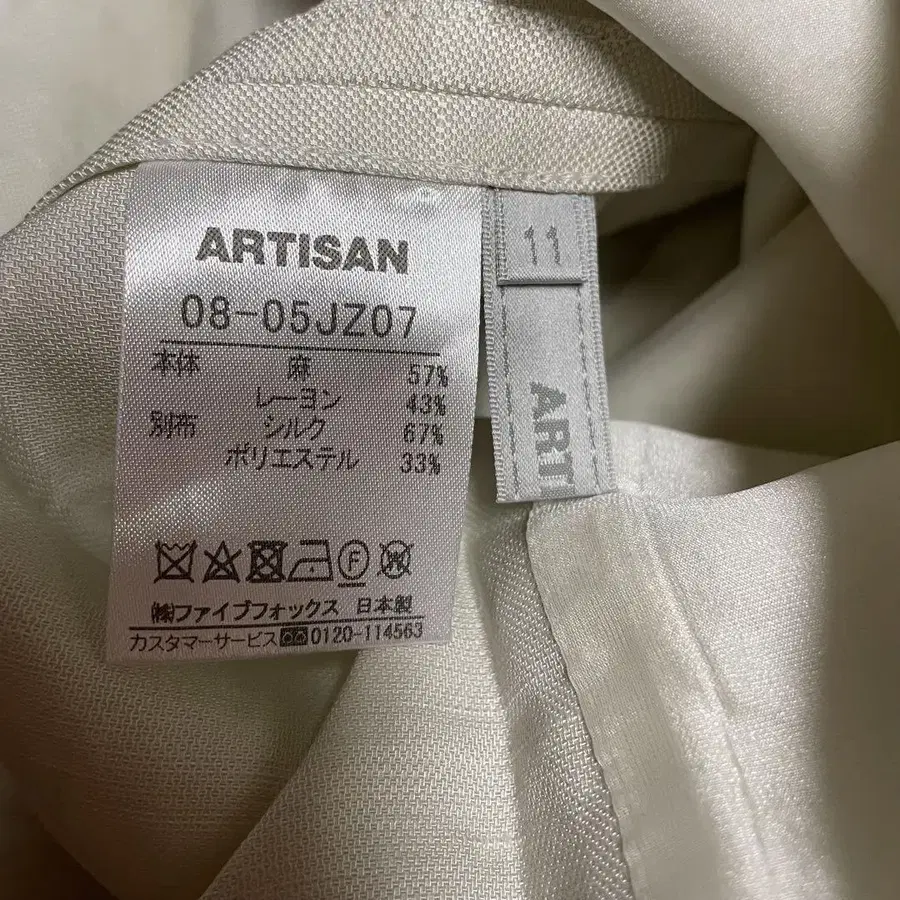 ARTISAN
08-05JZ07
本体 麻 57%
レーヨン 43%
別布 シルク 67%
ポリエステル 33%
F W
㈱ファイブフォックス 日本製
カスタマーサービス 0120-114563
11
ART